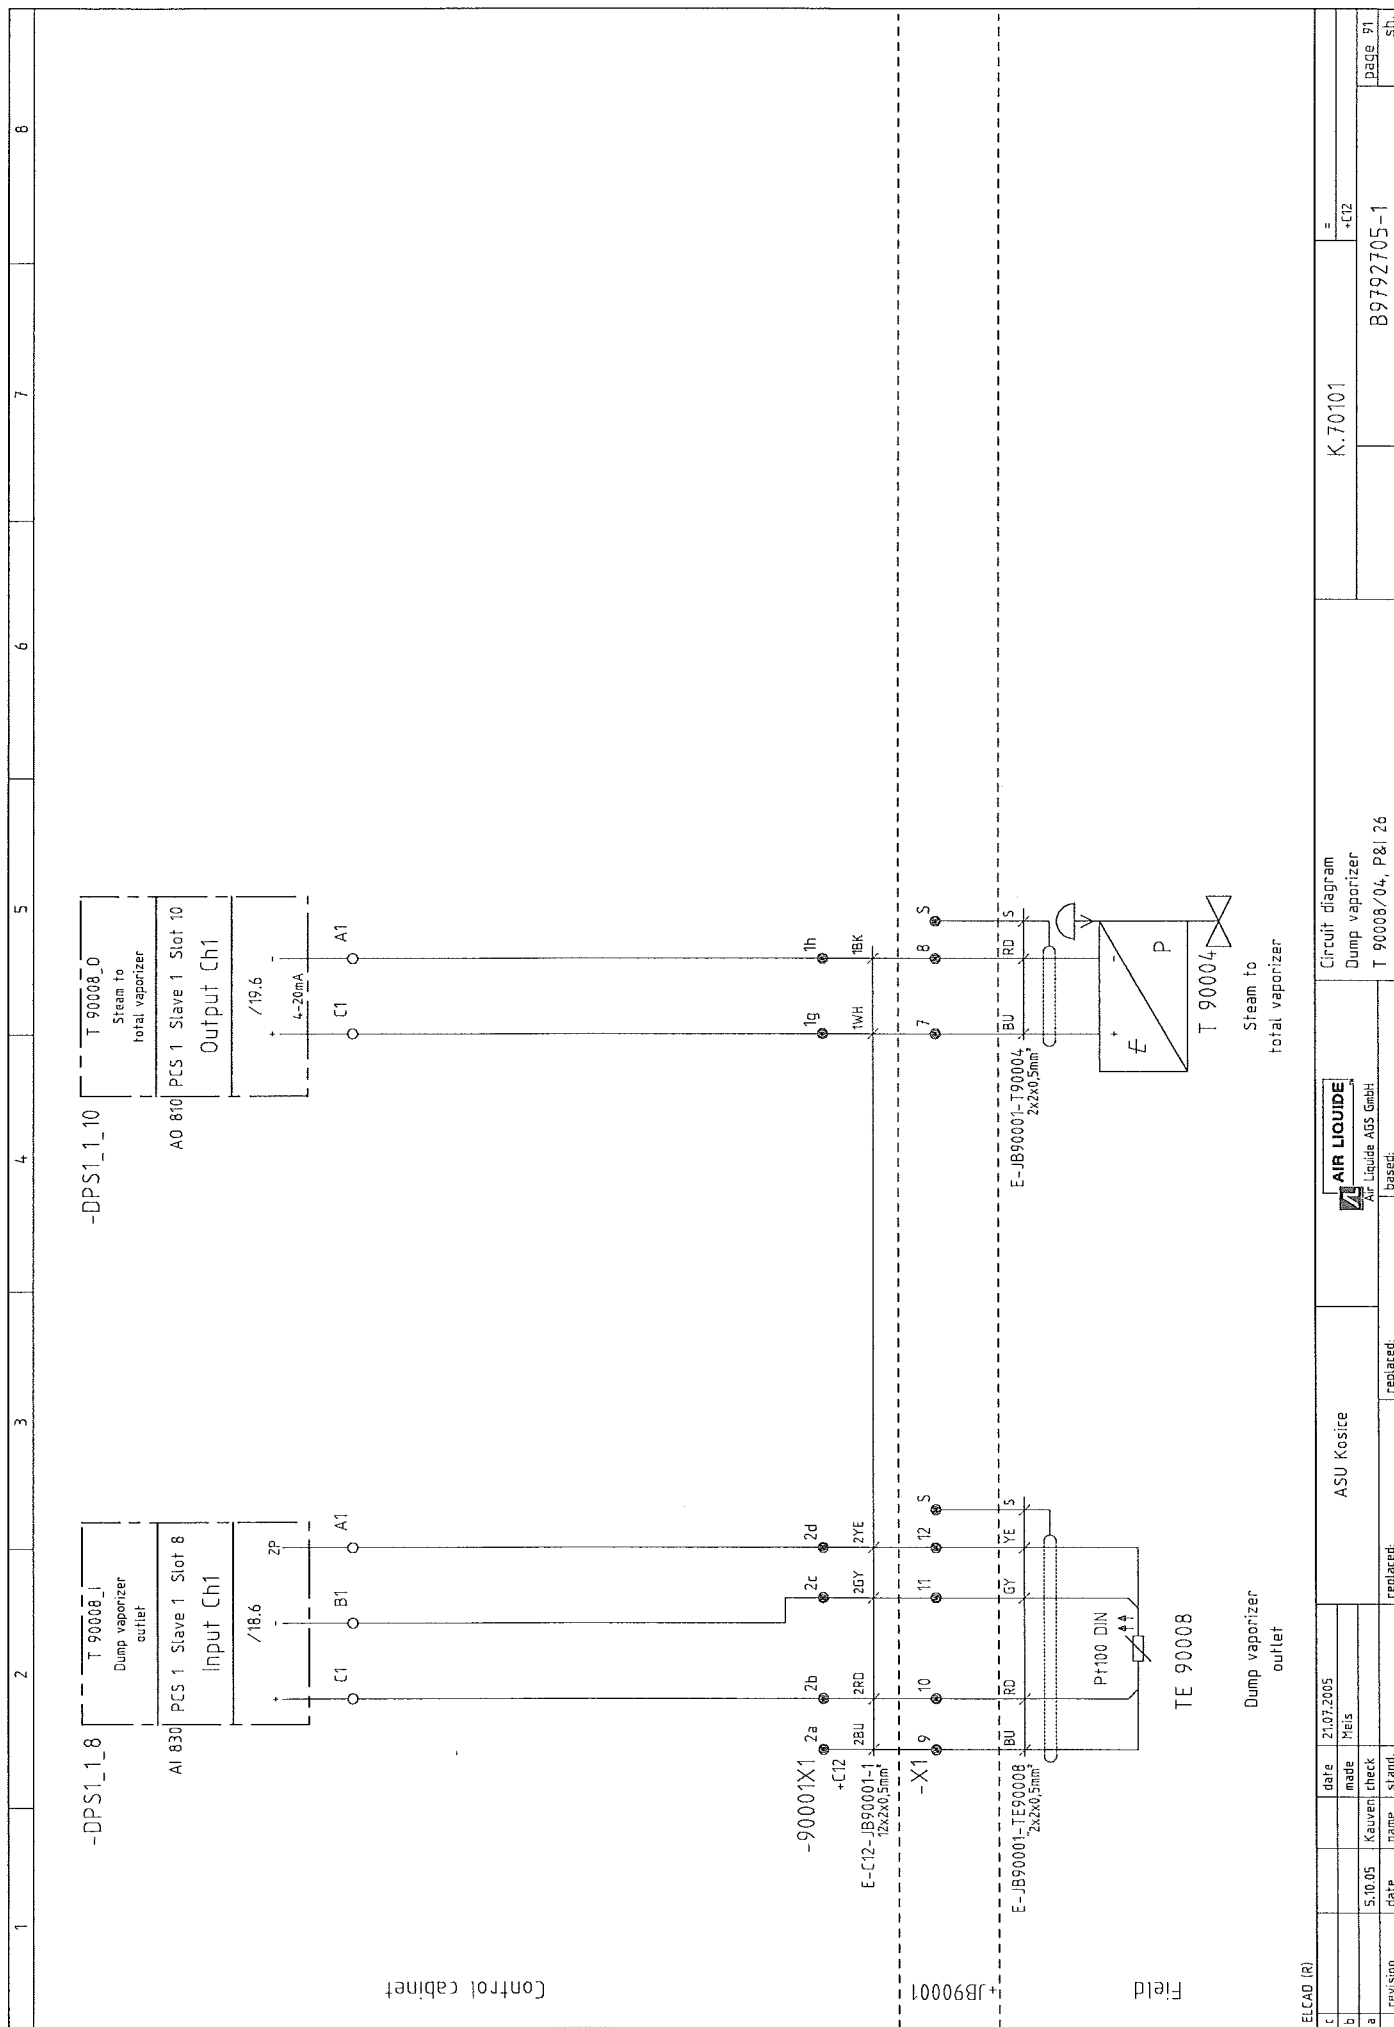 1
2
3
4
5
6
7
8
-DPS1_1_8
T 90008_I
Dump vaporizer
outlet
AI 830
PCS 1 Slave 1 Slot 8
Input Ch1
/18.6
+
-
ZP
C1
B1
A1
-DPS1_1_10
T 90008_O
Steam to
total vaporizer
AO 810
PCS 1 Slave 1 Slot 10
Output Ch1
/19.6
+
-
4-20mA
C1
A1
Control cabinet
-90001X1
+C12
2a
2b
2c
2d
1g
1h
E-C12-JB90001-1
12x2x0,5mm²
2BU
2RD
2GY
2YE
1WH
1BK
+JB90001
-X1
9
10
11
12
S
7
8
S
E-JB90001-TE90008
2x2x0,5mm²
BU
RD
GY
YE
S
E-JB90001-T90004
2x2x0,5mm²
BU
RD
S
Field
Pt100 DIN
TE 90008
Dump vaporizer
outlet
+
-
E
P
T 90004
Steam to
total vaporizer
ELCAD (R)
c
b
a
revision
5.10.05
date
Kauven
name
date
21.07.2005
made
Meis
check
stand.
ASU Kosice
replaced:
replaced:
AIR LIQUIDE
Air Liquide AGS GmbH
based:
Circuit diagram
Dump vaporizer
T 90008/04, P&I 26
K.70101
=
+C12
B9792705-1
page 91
sh.